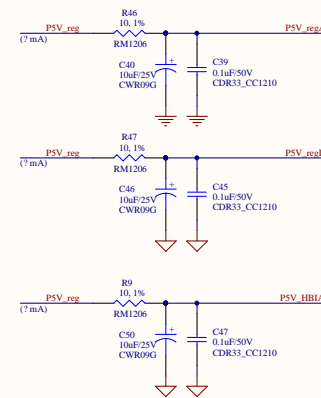 R46
10, 1%
P5V_reg
P5V_regA
(? mA)
RM1206
C40
10uF/25V
CWR09G
+
C39
0.1uF/50V
CDR33_CC1210
R47
10, 1%
P5V_reg
(? mA)
RM1206
C46
10uF/25V
CWR09G
+
C45
0.1uF/50V
CDR33_CC1210
R9
10, 1%
P5V_reg
P5V_HBIA
(? mA)
RM1206
C50
10uF/25V
CWR09G
+
C47
0.1uF/50V
CDR33_CC1210